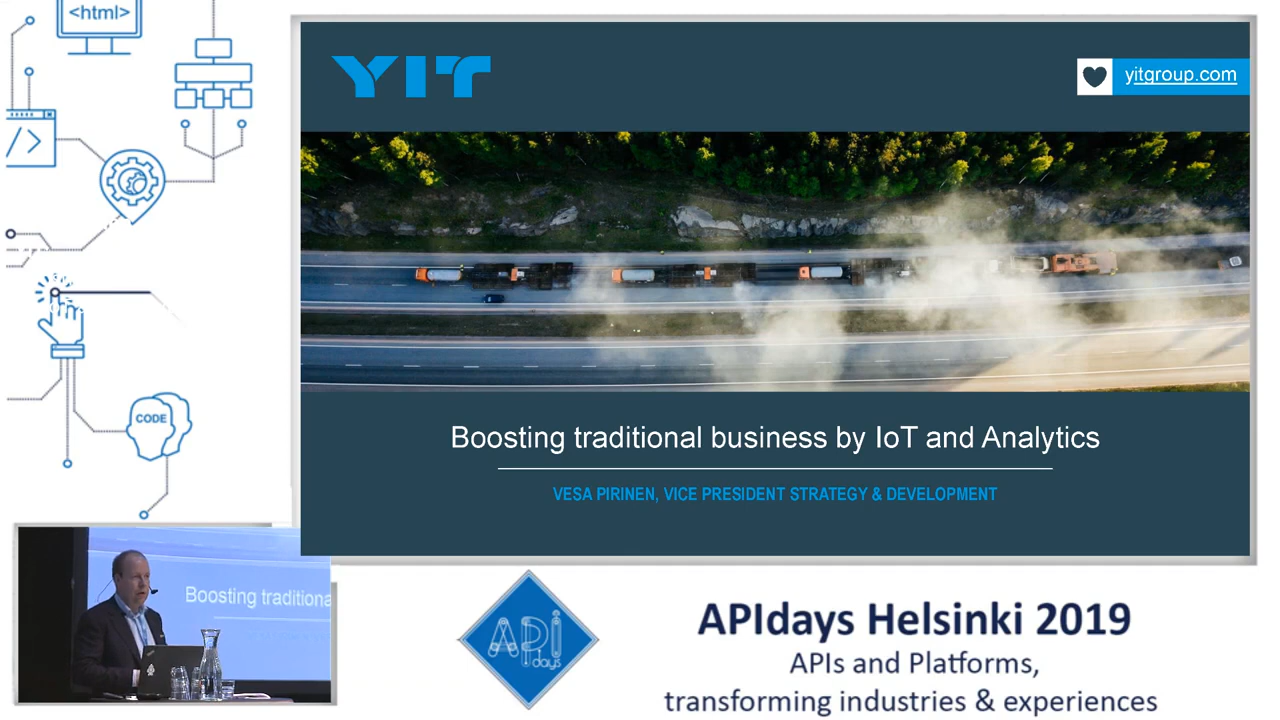 <html>
</>
CODE
YIT
yitgroup.com
Boosting traditional business by IoT and Analytics
VESA PIRINEN, VICE PRESIDENT STRATEGY & DEVELOPMENT
Boosting traditiona
API
days
APIdays Helsinki 2019
APIs and Platforms,
transforming industries & experiences